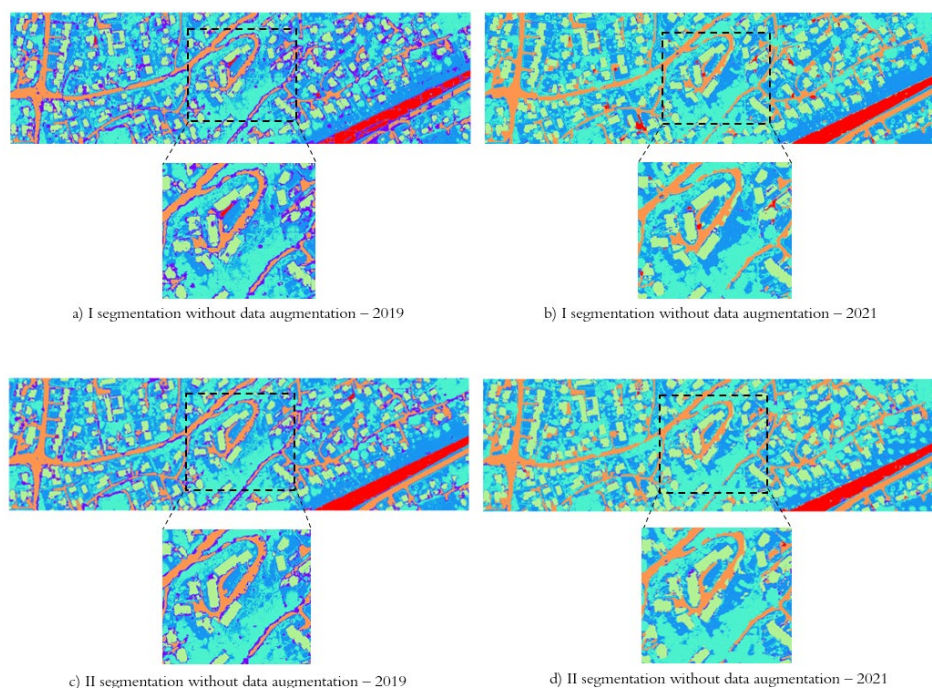 a) I segmentation without data augmentation – 2019
b) I segmentation without data augmentation – 2021
c) II segmentation without data augmentation – 2019
d) II segmentation without data augmentation – 2021